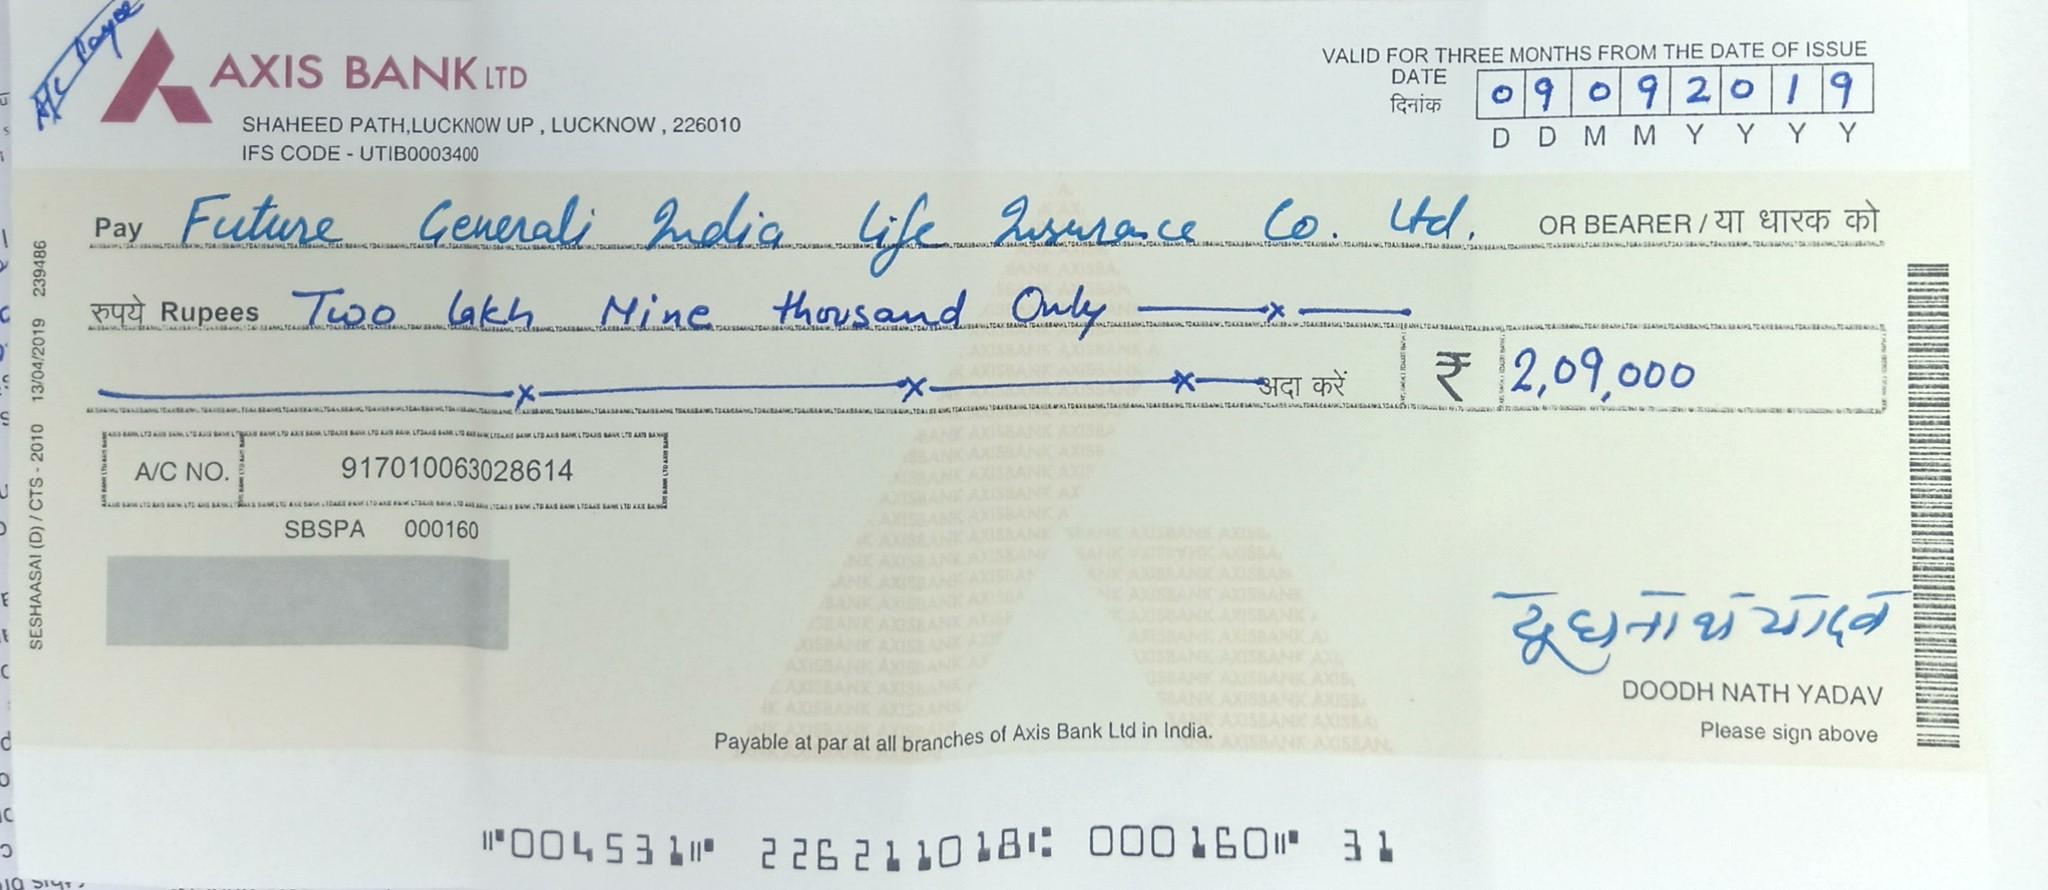 A/C Payee
AXIS BANK LTD
SHAHEED PATH,LUCKNOW UP , LUCKNOW , 226010
IFS CODE - UTIB0003400
VALID FOR THREE MONTHS FROM THE DATE OF ISSUE
DATE
दिनांक
0 9 0 9 2 0 1 9
D D M M Y Y Y Y
Pay Future Generali India Life Insurance Co. Ltd. OR BEARER / या धारक को
रुपये Rupees Two Lakh Nine thousand Only
अदा करें ₹ 2,09,000
A/C NO. 917010063028614
SBSPA 000160
SESHAASAI (D) / CTS - 2010 13/04/2019 239486
दूधनाथ यादव
DOODH NATH YADAV
Please sign above
Payable at par at all branches of Axis Bank Ltd in India.
⑈004531⑈ 226211018⑆ 000160⑈ 31